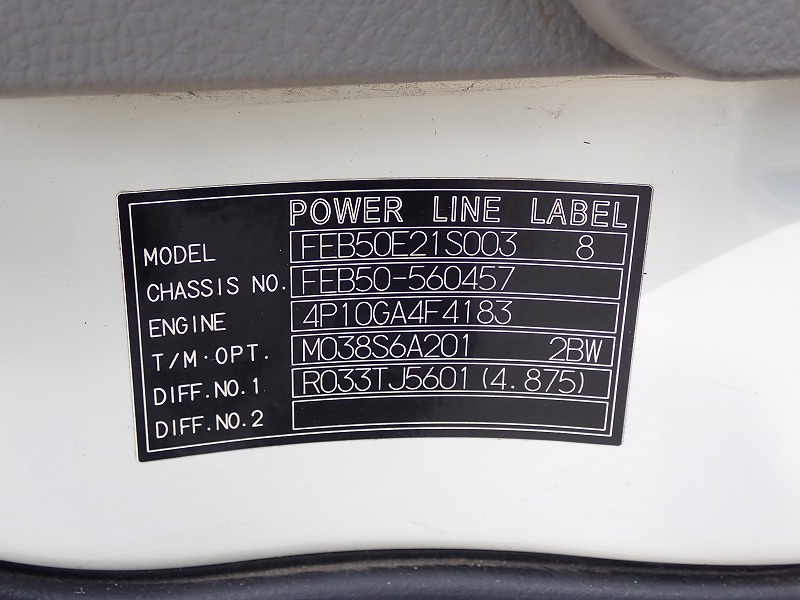 POWER LINE LABEL
MODEL FEB50E21S003 8
CHASSIS NO. FEB50-560457
ENGINE 4P10GA4F4183
T/M·OPT. M038S6A201 2BW
DIFF.NO.1 R033TJ5601(4.875)
DIFF.NO.2